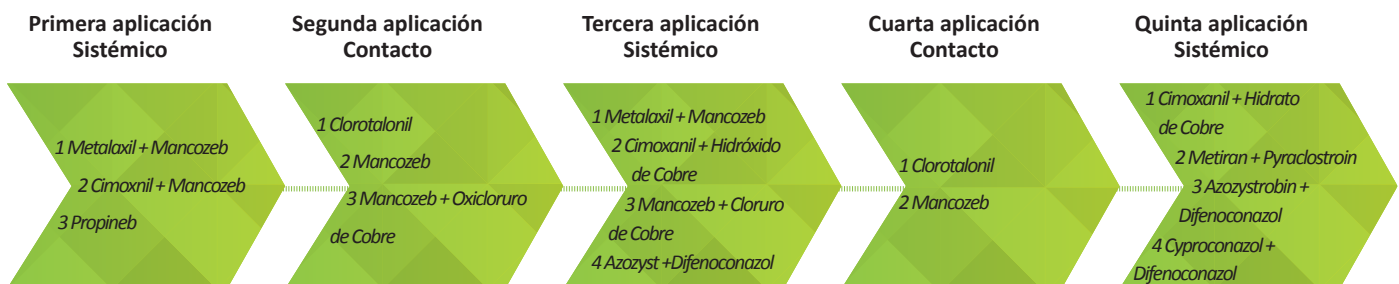 Primera aplicación
Sistémico
1 Metalaxil + Mancozeb
2 Cimoxnil + Mancozeb
3 Propineb
Segunda aplicación
Contacto
1 Clorotalonil
2 Mancozeb
3 Mancozeb + Oxicloruro
de Cobre
Tercera aplicación
Sistémico
1 Metalaxil + Mancozeb
2 Cimoxanil + Hidróxido
de Cobre
3 Mancozeb + Cloruro
de Cobre
4 Azozyst +Difenoconazol
Cuarta aplicación
Contacto
1 Clorotalonil
2 Mancozeb
Quinta aplicación
Sistémico
1 Cimoxanil + Hidrato
de Cobre
2 Metiran + Pyraclostroin
3 Azozystrobin +
Difenoconazol
4 Cyproconazol +
Difenoconazol